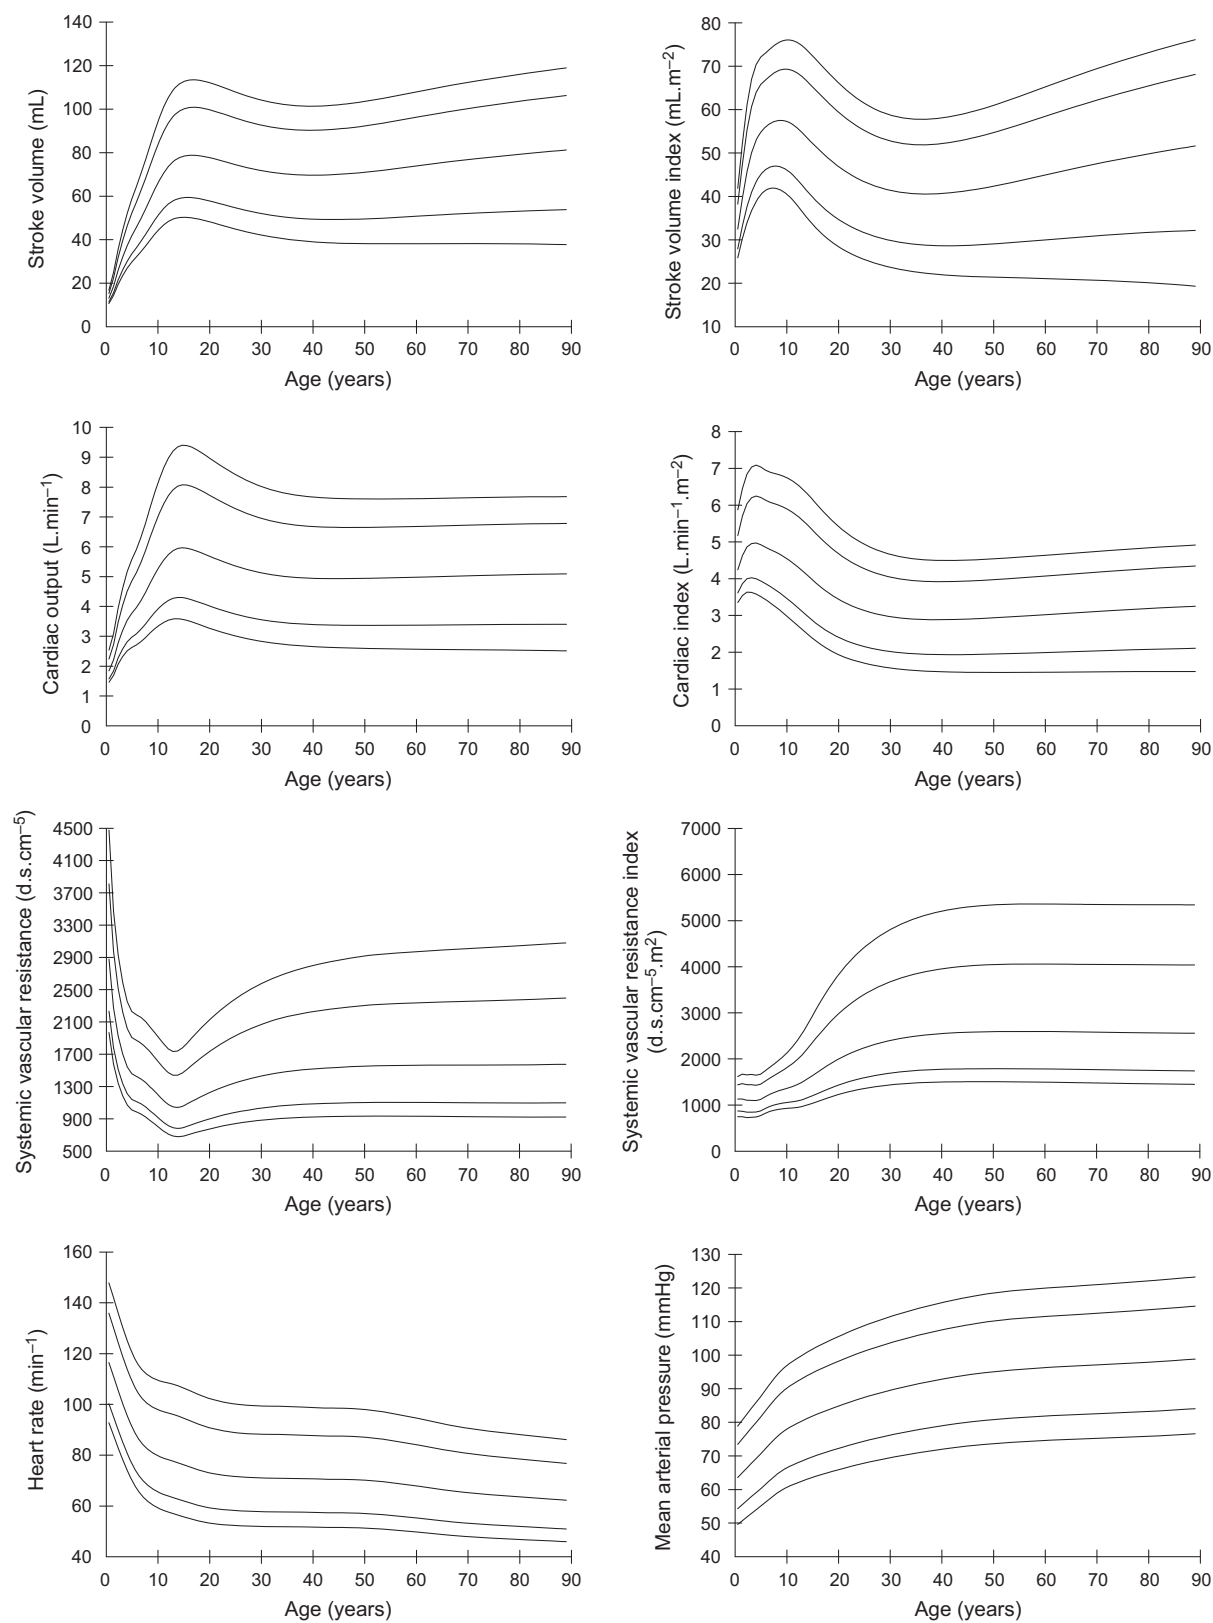 Stroke volume (mL)
140
120
100
80
60
40
20
0
0 10 20 30 40 50 60 70 80 90
Age (years)
Stroke volume index (mL.m−2)
80
70
60
50
40
30
20
10
0 10 20 30 40 50 60 70 80 90
Age (years)
Cardiac output (L.min−1)
10
9
8
7
6
5
4
3
2
1
0
0 10 20 30 40 50 60 70 80 90
Age (years)
Cardiac index (L.min−1.m−2)
8
7
6
5
4
3
2
1
0
0 10 20 30 40 50 60 70 80 90
Age (years)
Systemic vascular resistance (d.s.cm−5)
4500
4100
3700
3300
2900
2500
2100
1700
1300
900
500
0 10 20 30 40 50 60 70 80 90
Age (years)
Systemic vascular resistance index
(d.s.cm−5.m2)
7000
6000
5000
4000
3000
2000
1000
0
0 10 20 30 40 50 60 70 80 90
Age (years)
Heart rate (min−1)
160
140
120
100
80
60
40
0 10 20 30 40 50 60 70 80 90
Age (years)
Mean arterial pressure (mmHg)
130
120
110
100
90
80
70
60
50
40
0 10 20 30 40 50 60 70 80 90
Age (years)